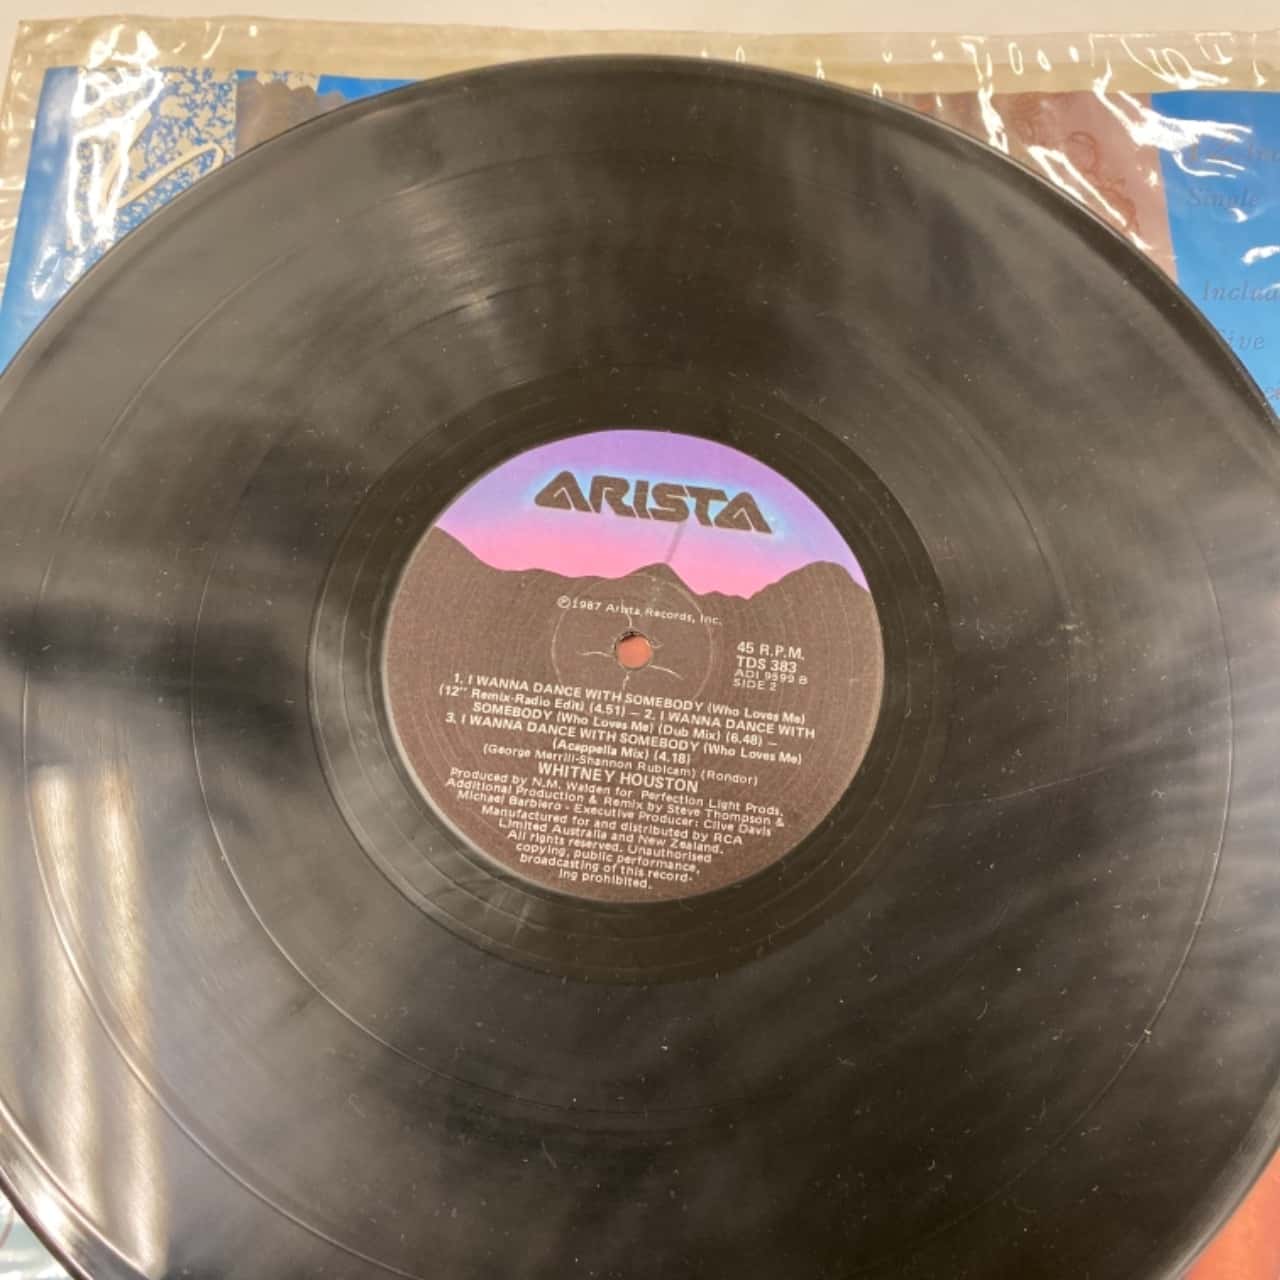 Single
Includ
Five
ARISTA
℗1987 Arista Records, Inc.
45 R.P.M.
TDS 383
ADI 9599 B
SIDE 2
1. I WANNA DANCE WITH SOMEBODY (Who Loves Me)
(12" Remix-Radio Edit) (4.51) — 2. I WANNA DANCE WITH
SOMEBODY (Who Loves Me) (Dub Mix) (6.48) —
3. I WANNA DANCE WITH SOMEBODY (Who Loves Me)
(Acappella Mix) (4.18)
(George Merrill-Shannon Rubicam) (Rondor)
WHITNEY HOUSTON
Produced by N.M. Walden for Perfection Light Prods.
Additional Production & Remix by Steve Thompson &
Michael Barbiero - Executive Producer: Clive Davis
Manufactured for and distributed by RCA
Limited Australia and New Zealand.
All rights reserved. Unauthorised
copying, public performance,
broadcasting of this record-
ing prohibited.